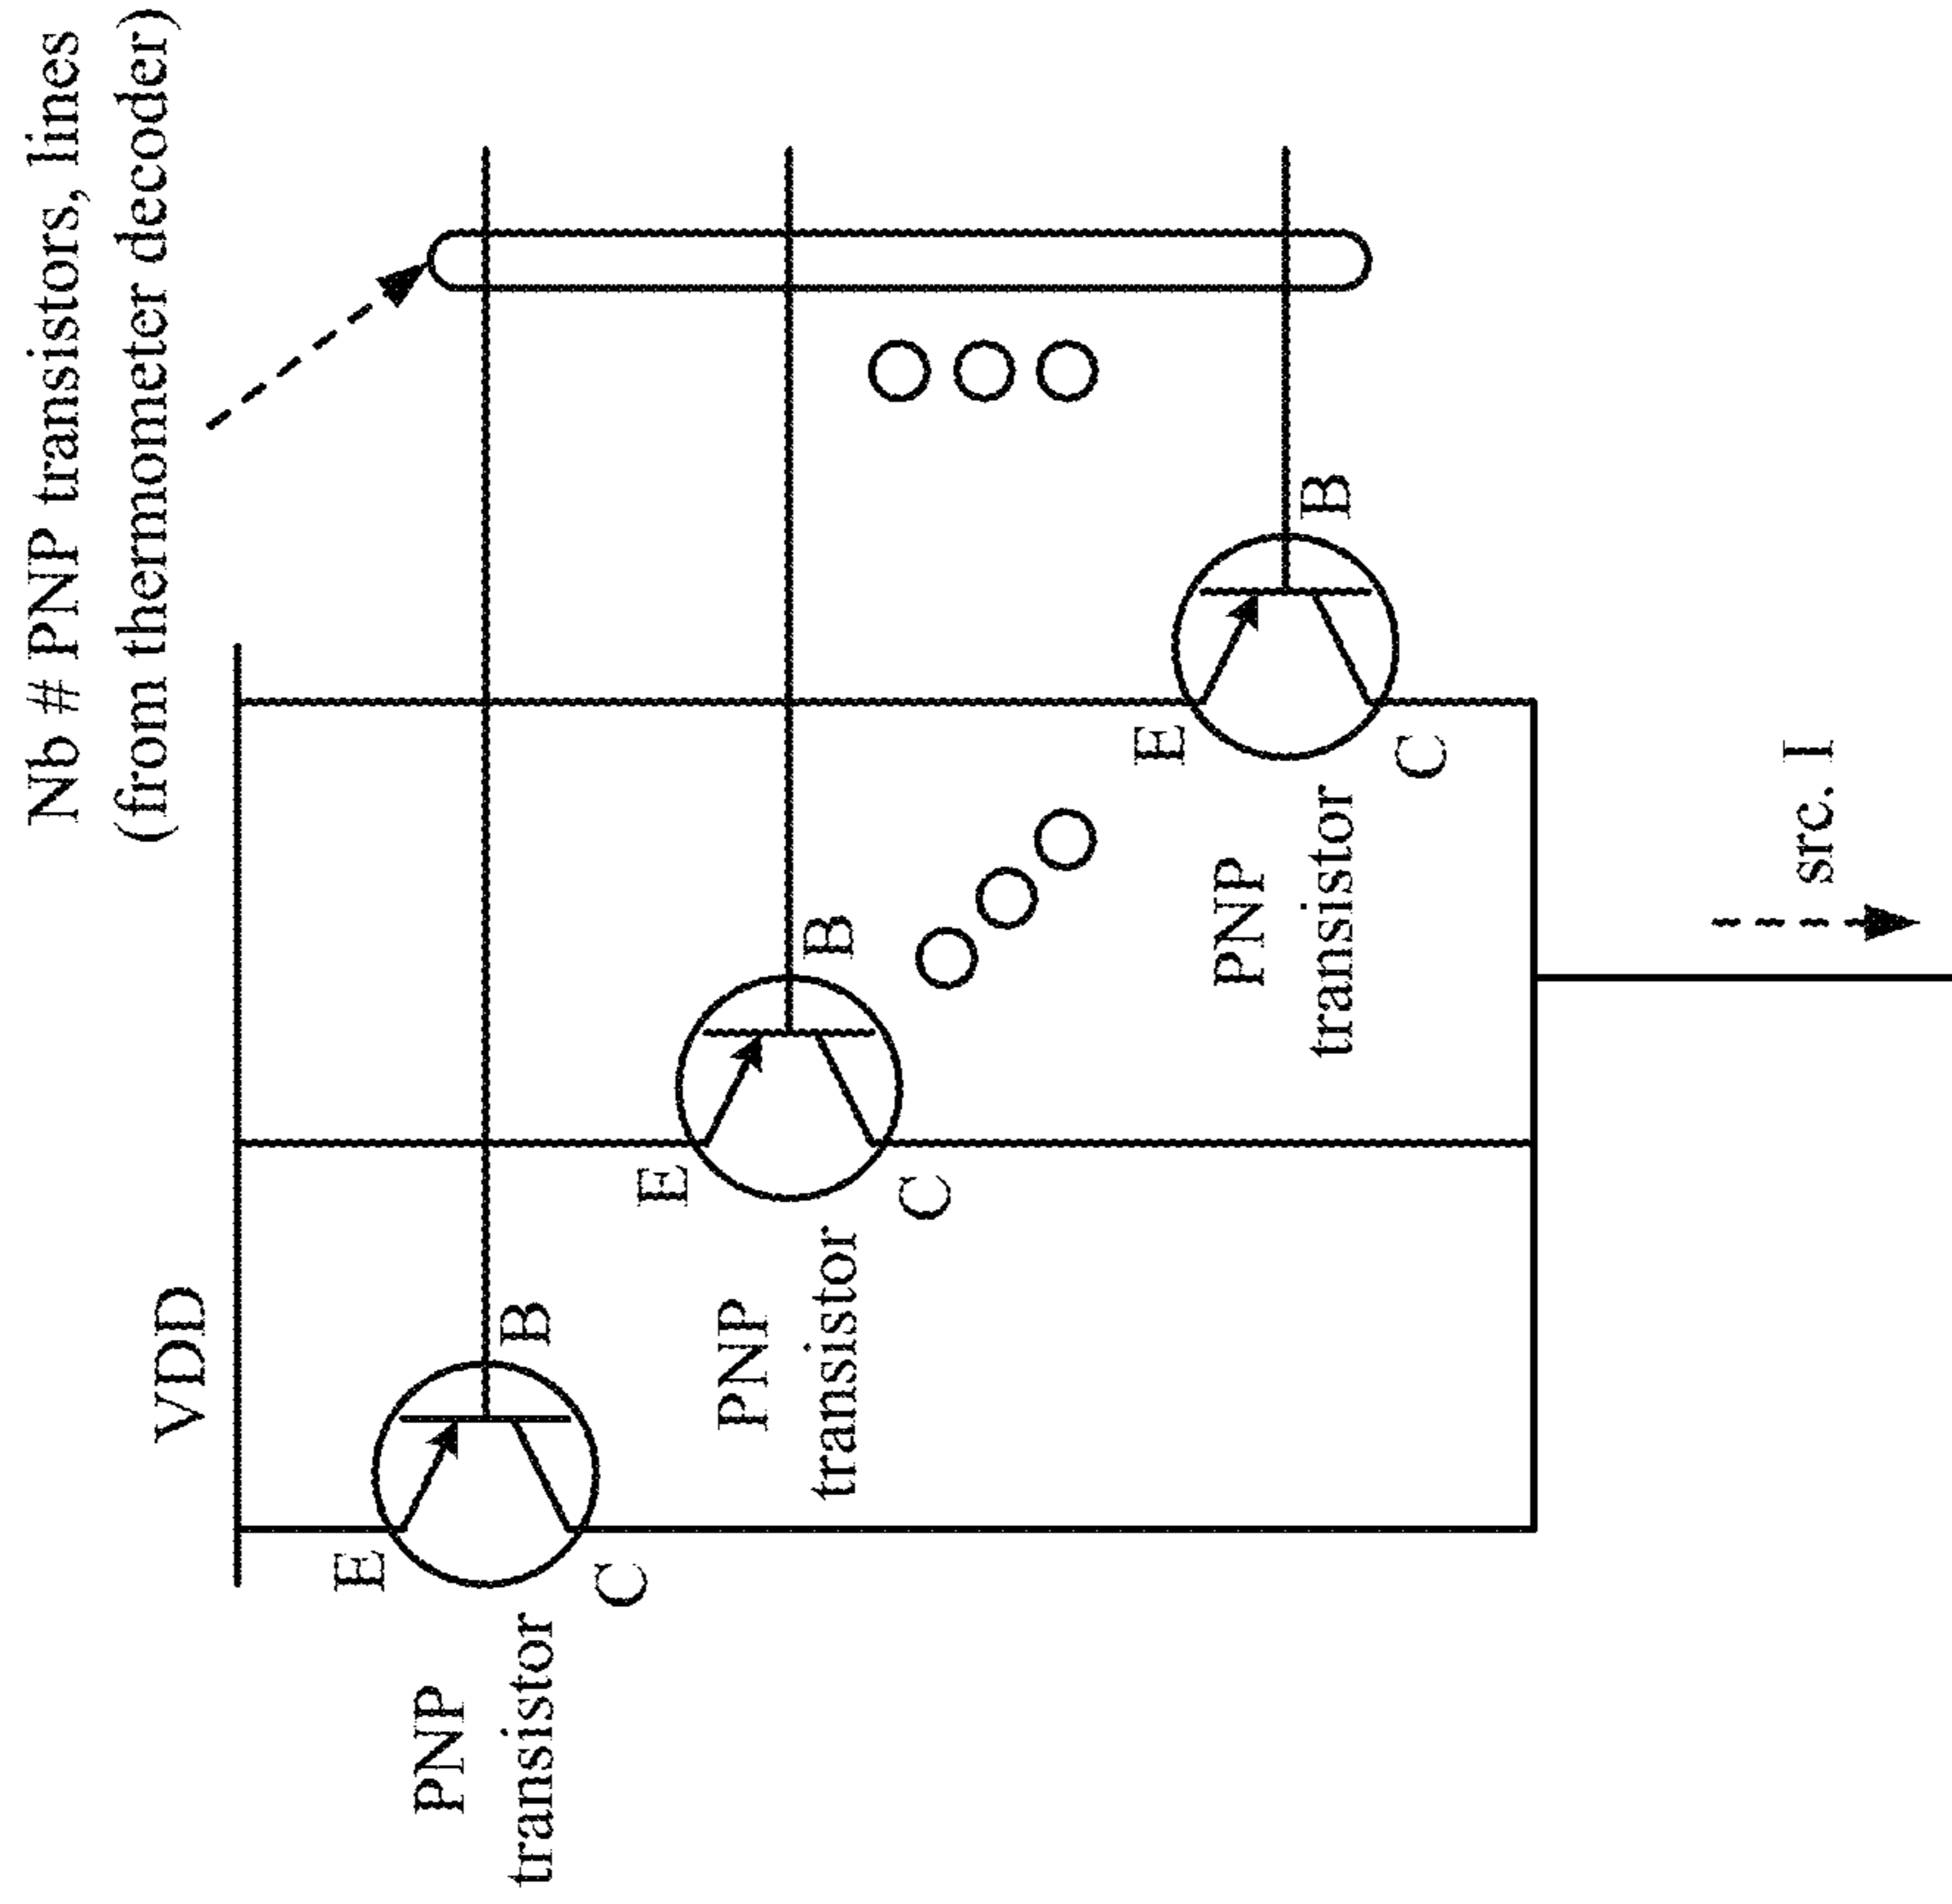 Nb # PNP transistors, lines
(from thermometer decoder)
VDD
E
B
C
PNP
transistor
E
B
C
PNP
transistor
E
B
C
PNP
transistor
src. I